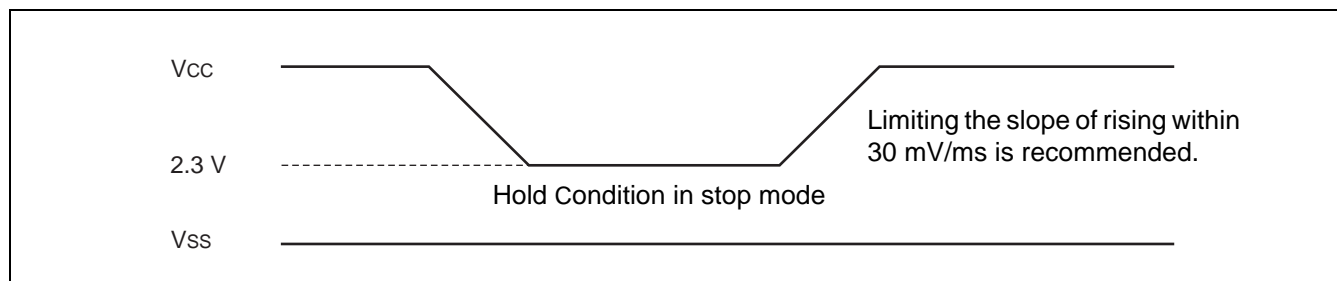 Vcc
Limiting the slope of rising within
30 mV/ms is recommended.
2.3 V
Hold Condition in stop mode
Vss